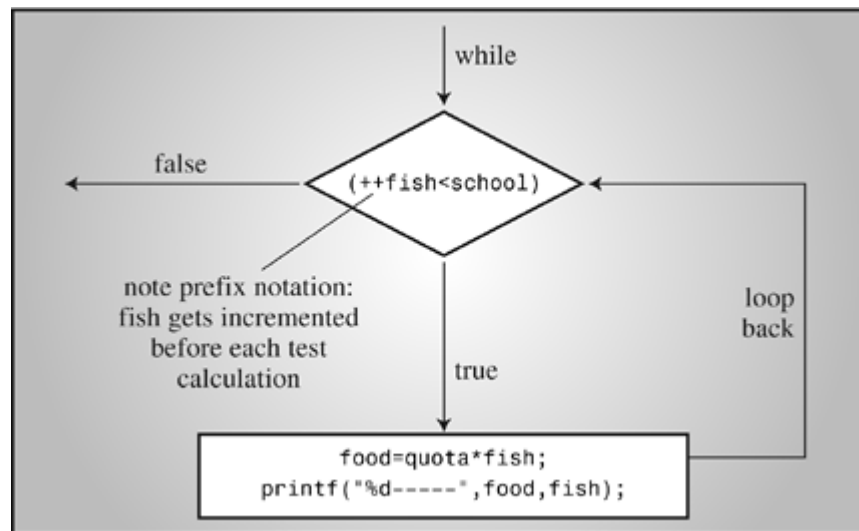 while
false
(++fish<school)
note prefix notation:
fish gets incremented
before each test
calculation
loop
back
true
food=quota*fish;
printf("%d-----",food,fish);